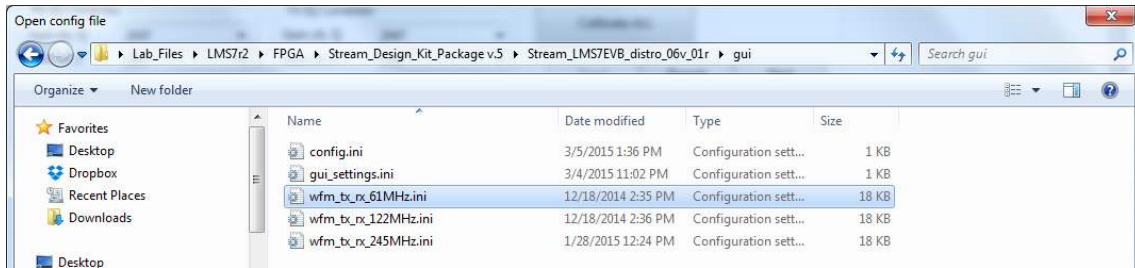 Open config file
Lab_Files ▸ LMS7r2 ▸ FPGA ▸ Stream_Design_Kit_Package v.5 ▸ Stream_LMS7EVB_distro_06v_01r ▸ gui
Search gui
Organize
New folder
Favorites
Desktop
Dropbox
Recent Places
Downloads
Desktop
Name Date modified Type Size
config.ini 3/5/2015 1:36 PM Configuration sett... 1 KB
gui_settings.ini 3/4/2015 11:02 PM Configuration sett... 1 KB
wfm_tx_rx_61MHz.ini 12/18/2014 2:35 PM Configuration sett... 18 KB
wfm_tx_rx_122MHz.ini 12/18/2014 2:36 PM Configuration sett... 18 KB
wfm_tx_rx_245MHz.ini 1/28/2015 12:24 PM Configuration sett... 18 KB